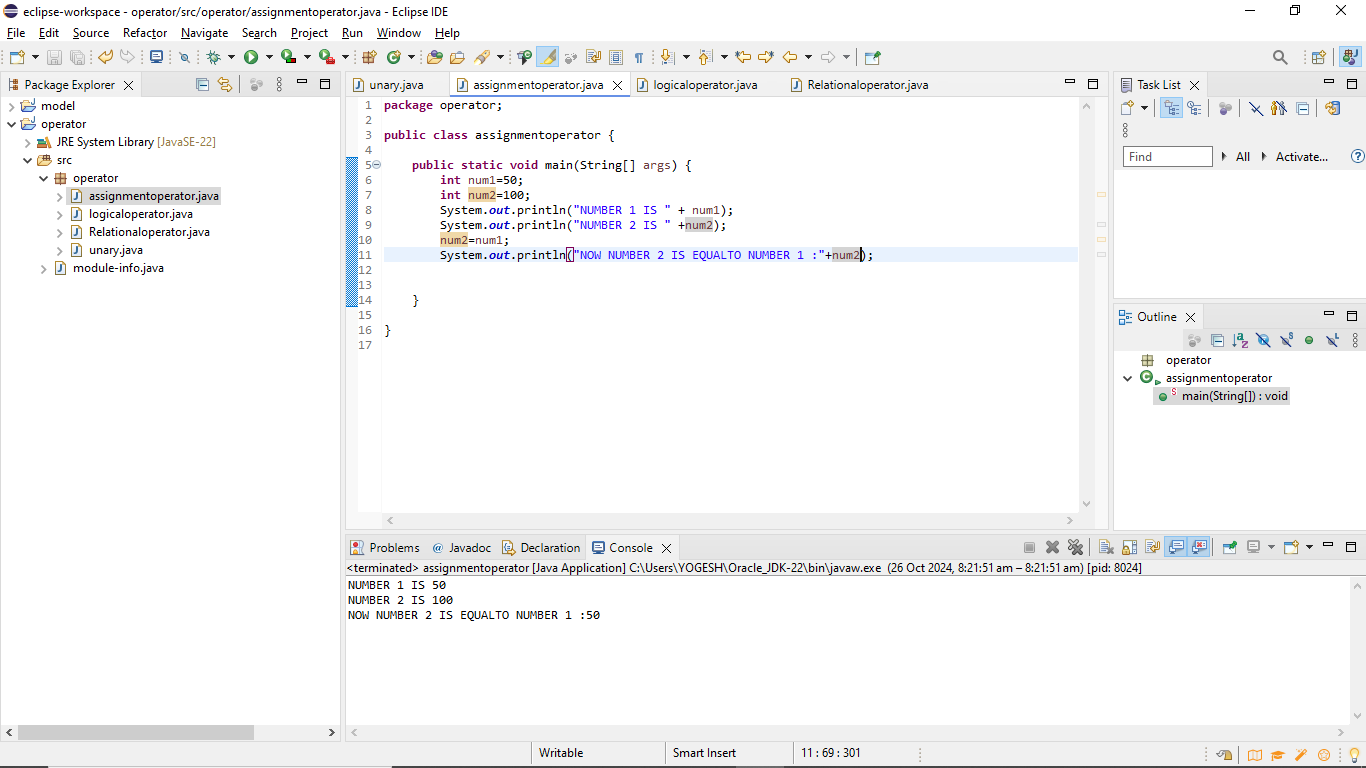 eclipse-workspace - operator/src/operator/assignmentoperator.java - Eclipse IDE
File Edit Source Refactor Navigate Search Project Run Window Help
Package Explorer
model
operator
JRE System Library [JavaSE-22]
src
operator
assignmentoperator.java
logicaloperator.java
Relationaloperator.java
unary.java
module-info.java
unary.java assignmentoperator.java logicaloperator.java Relationaloperator.java
1 package operator;
2
3 public class assignmentoperator {
4
5 public static void main(String[] args) {
6 int num1=50;
7 int num2=100;
8 System.out.println("NUMBER 1 IS " + num1);
9 System.out.println("NUMBER 2 IS " +num2);
10 num2=num1;
11 System.out.println("NOW NUMBER 2 IS EQUALTO NUMBER 1 :"+num2);
12
13
14 }
15
16 }
17
Task List
Find All Activate...
Outline
operator
assignmentoperator
main(String[]) : void
Problems Javadoc Declaration Console
<terminated> assignmentoperator [Java Application] C:\Users\YOGESH\Oracle_JDK-22\bin\javaw.exe (26 Oct 2024, 8:21:51 am – 8:21:51 am) [pid: 8024]
NUMBER 1 IS 50
NUMBER 2 IS 100
NOW NUMBER 2 IS EQUALTO NUMBER 1 :50
Writable Smart Insert 11 : 69 : 301